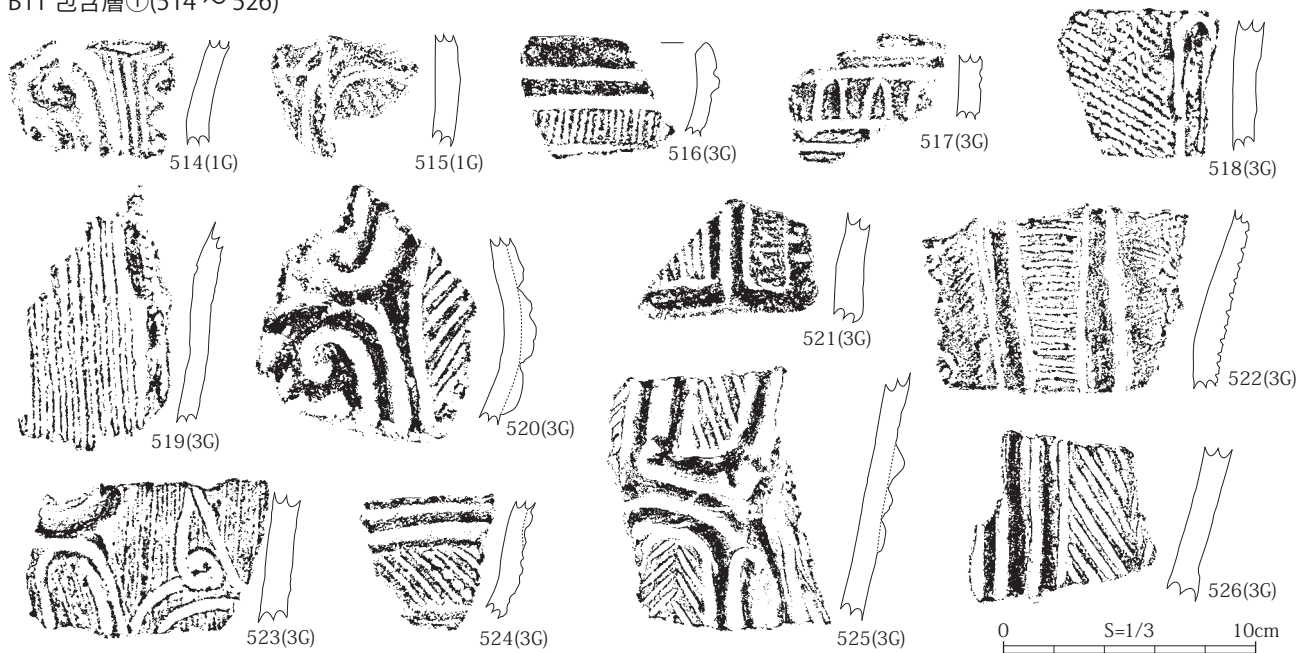 B11 包含層①(514 〜 526)
514(1G)
515(1G)
516(3G)
517(3G)
518(3G)
519(3G)
520(3G)
521(3G)
522(3G)
523(3G)
524(3G)
525(3G)
526(3G)
0 S=1/3 10cm